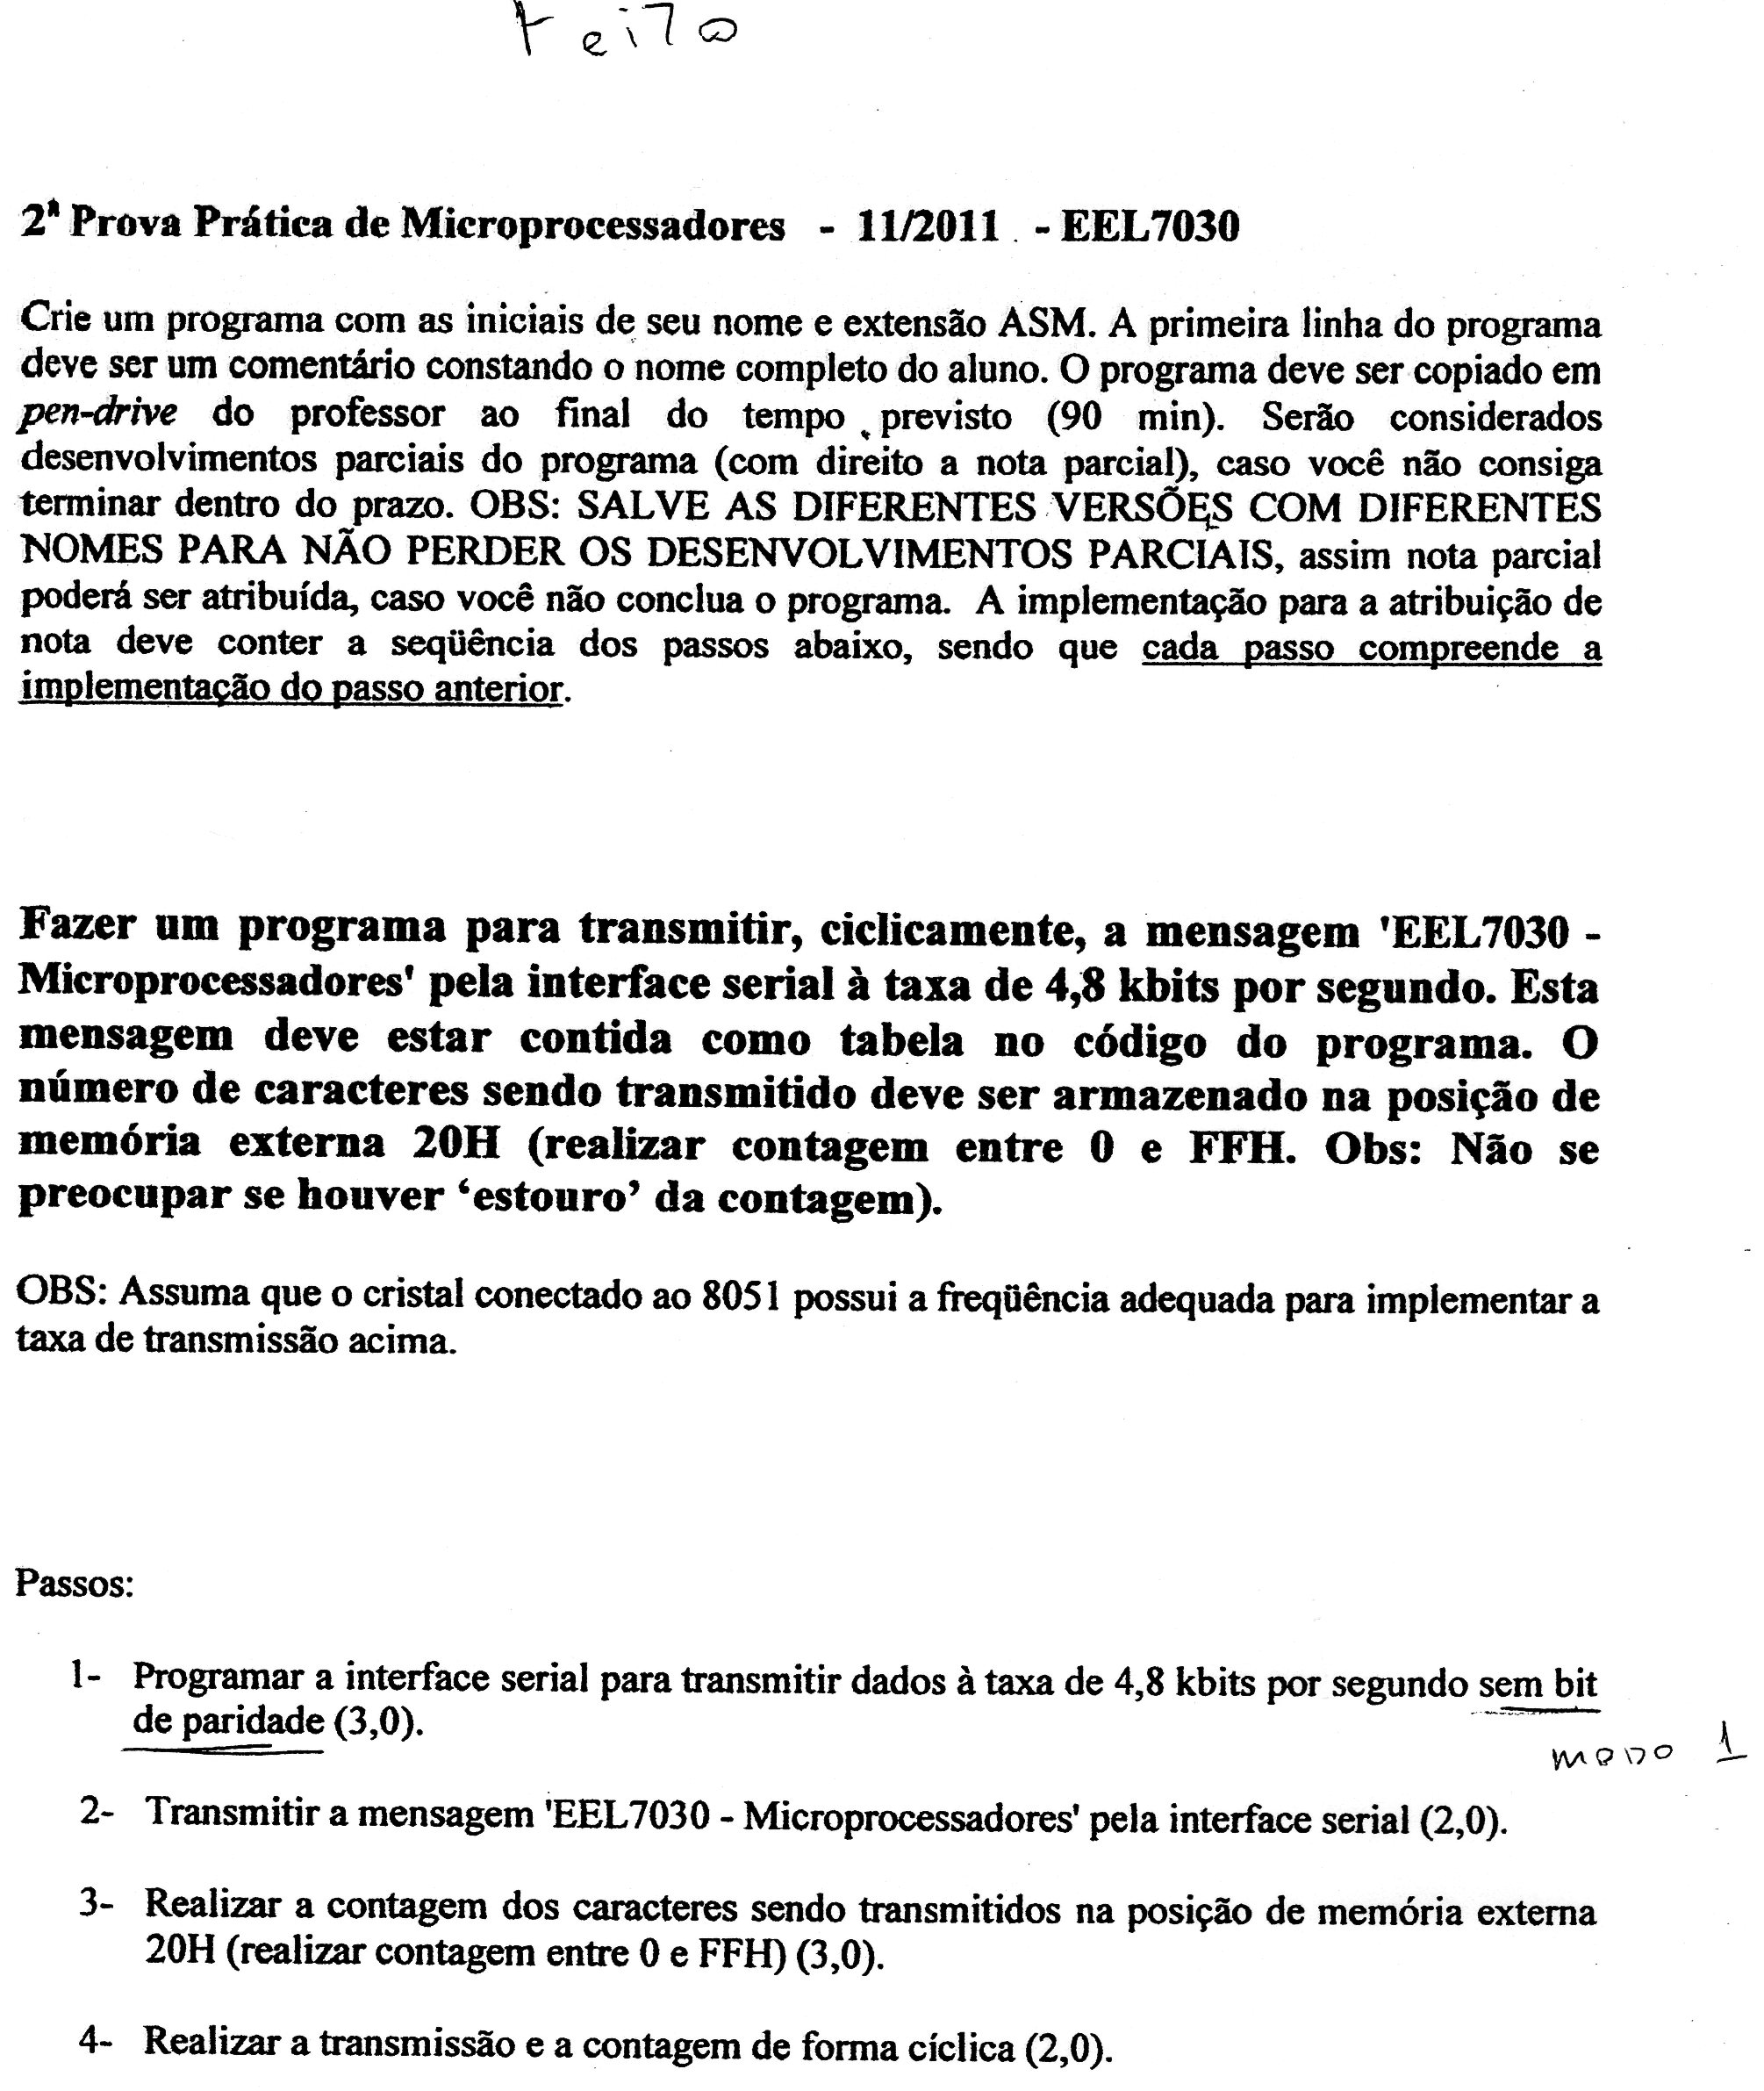 Feito
2ª Prova Prática de Microprocessadores - 11/2011 - EEL7030
Crie um programa com as iniciais de seu nome e extensão ASM. A primeira linha do programa
deve ser um comentário constando o nome completo do aluno. O programa deve ser copiado em
pen-drive do professor ao final do tempo previsto (90 min). Serão considerados
desenvolvimentos parciais do programa (com direito a nota parcial), caso você não consiga
terminar dentro do prazo. OBS: SALVE AS DIFERENTES VERSÕES COM DIFERENTES
NOMES PARA NÃO PERDER OS DESENVOLVIMENTOS PARCIAIS, assim nota parcial
poderá ser atribuída, caso você não conclua o programa. A implementação para a atribuição de
nota deve conter a seqüência dos passos abaixo, sendo que cada passo compreende a
implementação do passo anterior.
Fazer um programa para transmitir, ciclicamente, a mensagem 'EEL7030 -
Microprocessadores' pela interface serial à taxa de 4,8 kbits por segundo. Esta
mensagem deve estar contida como tabela no código do programa. O
número de caracteres sendo transmitido deve ser armazenado na posição de
memória externa 20H (realizar contagem entre 0 e FFH. Obs: Não se
preocupar se houver ‘estouro’ da contagem).
OBS: Assuma que o cristal conectado ao 8051 possui a freqüência adequada para implementar a
taxa de transmissão acima.
Passos:
1- Programar a interface serial para transmitir dados à taxa de 4,8 kbits por segundo sem bit
de paridade (3,0).
modo 1
2- Transmitir a mensagem 'EEL7030 - Microprocessadores' pela interface serial (2,0).
3- Realizar a contagem dos caracteres sendo transmitidos na posição de memória externa
20H (realizar contagem entre 0 e FFH) (3,0).
4- Realizar a transmissão e a contagem de forma cíclica (2,0).